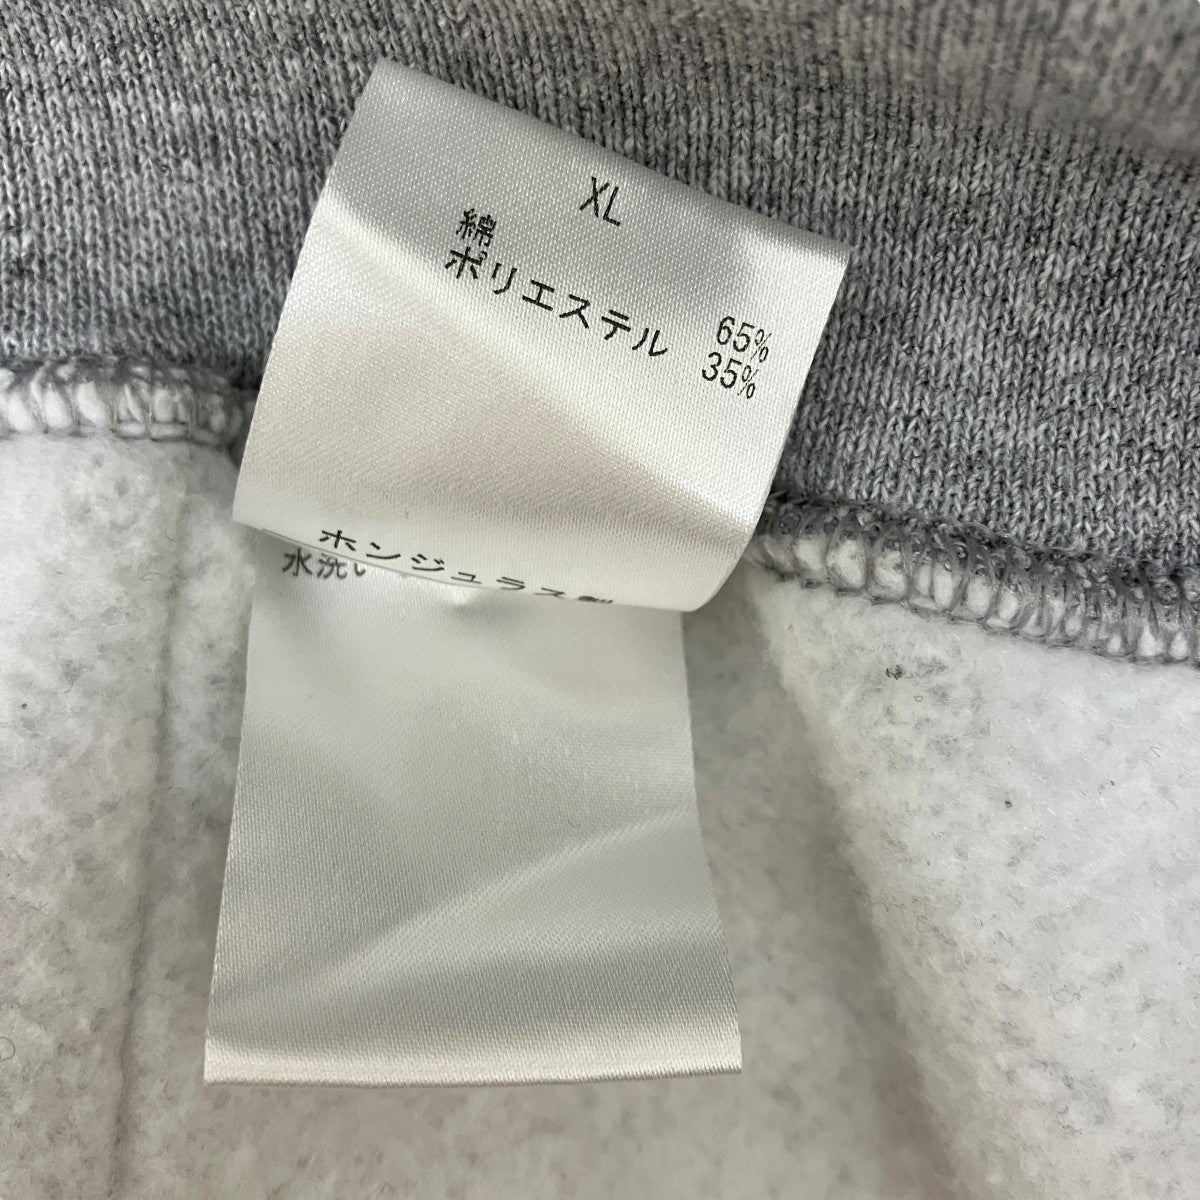 XL
綿 65%
ポリエステル 35%
ホンジュラス製
水洗い